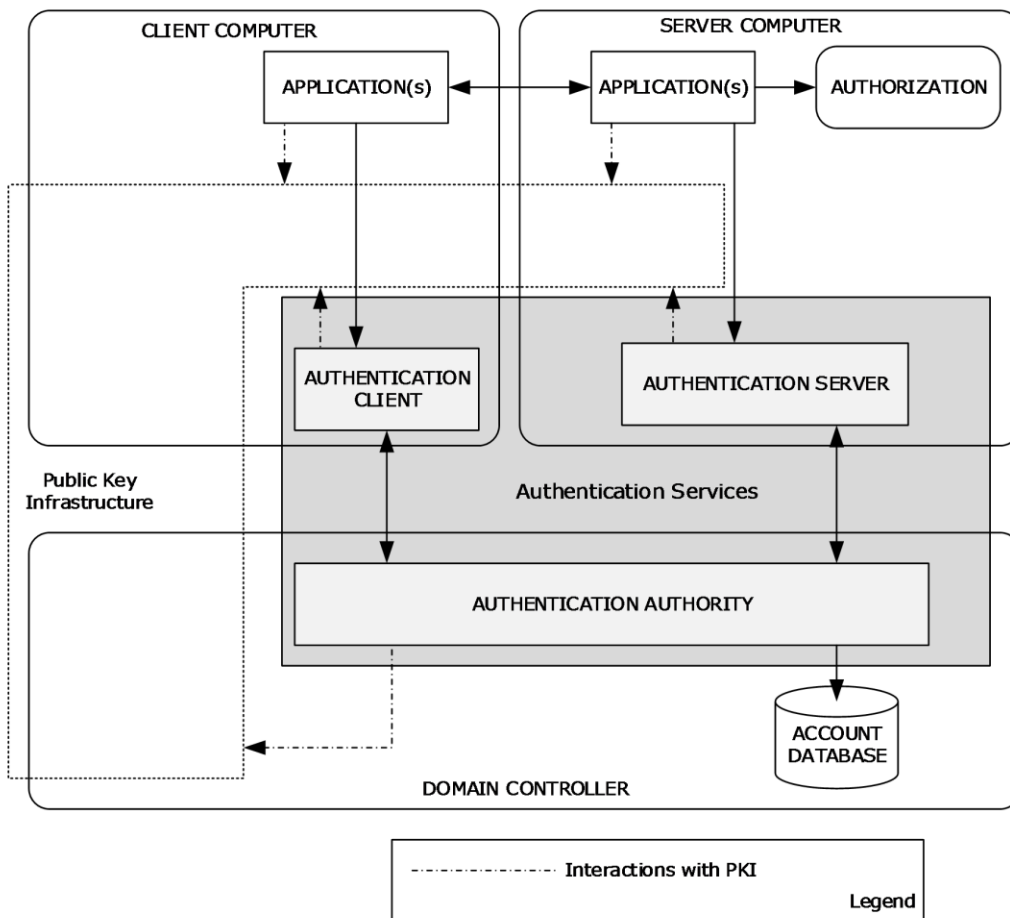 CLIENT COMPUTER
SERVER COMPUTER
APPLICATION(s)
APPLICATION(s)
AUTHORIZATION
AUTHENTICATION
CLIENT
AUTHENTICATION SERVER
Public Key
Infrastructure
Authentication Services
AUTHENTICATION AUTHORITY
ACCOUNT
DATABASE
DOMAIN CONTROLLER
Interactions with PKI
Legend